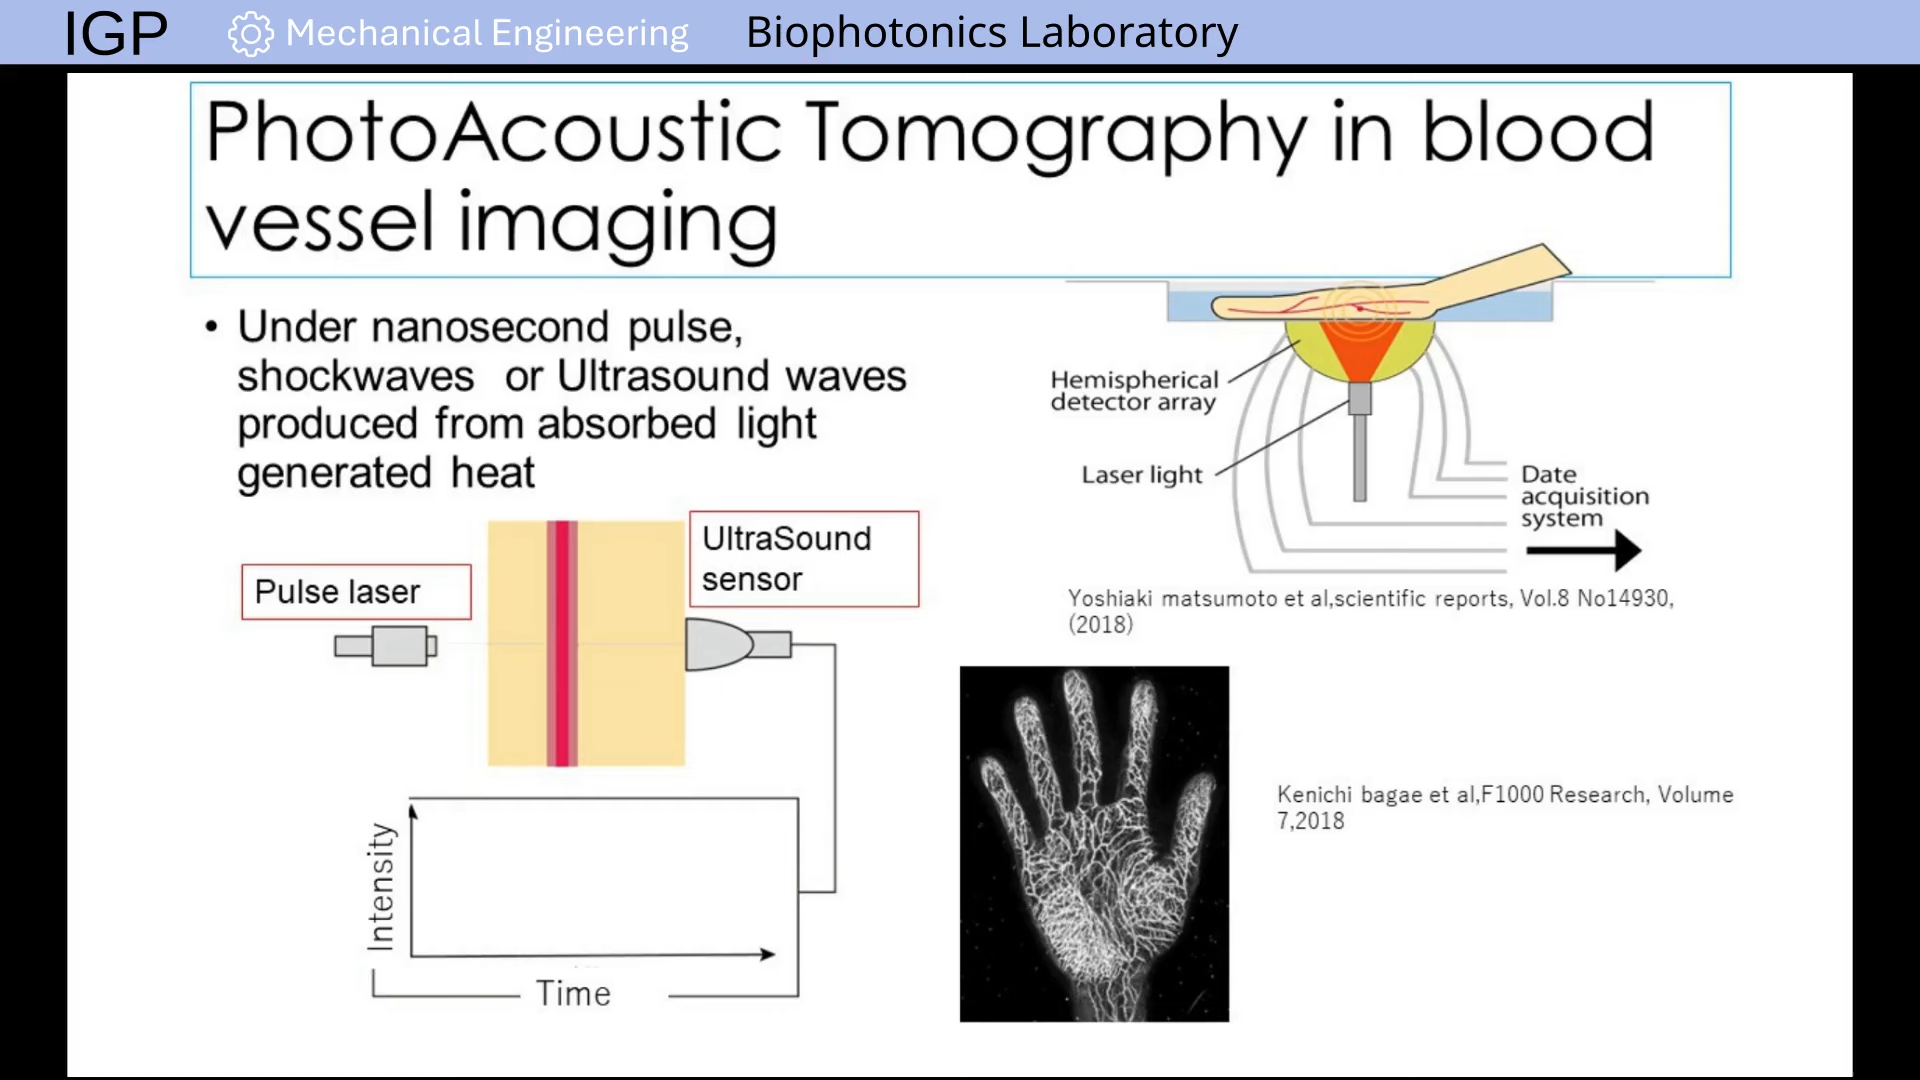 IGP
Mechanical Engineering
Biophotonics Laboratory
PhotoAcoustic Tomography in blood
vessel imaging
• Under nanosecond pulse,
shockwaves or Ultrasound waves
produced from absorbed light
generated heat
Hemispherical
detector array
Laser light
Date
acquisition
system
Yoshiaki matsumoto et al,scientific reports, Vol.8 No14930,
(2018)
UltraSound
sensor
Pulse laser
Intensity
Time
Kenichi bagae et al,F1000 Research, Volume
7,2018